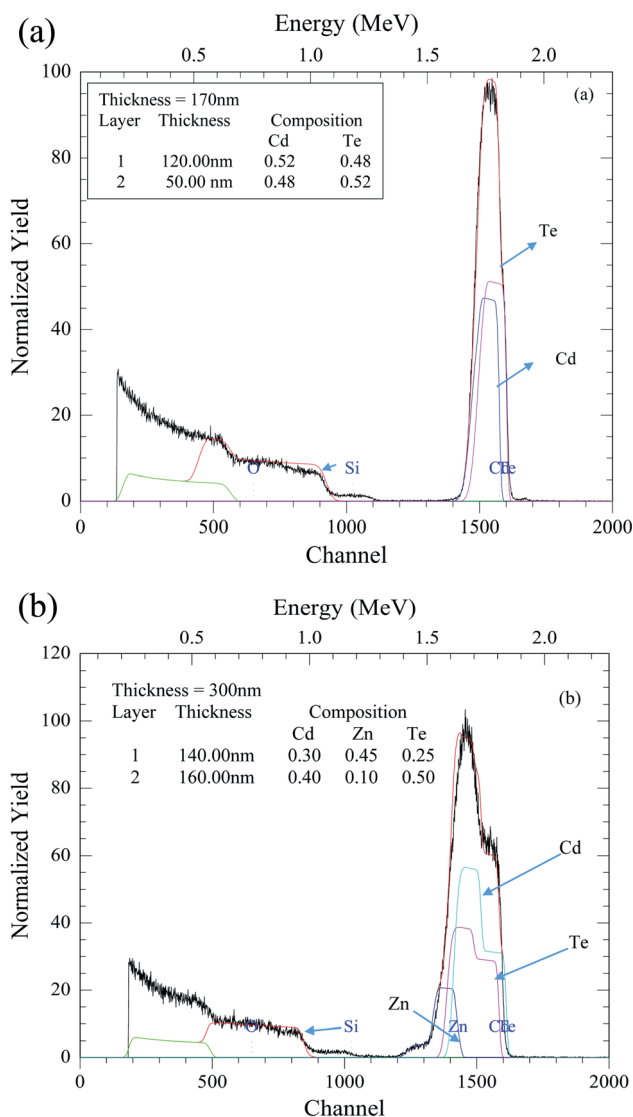 (a)
Energy (MeV)
0.5 1.0 1.5 2.0
100
80
60
40
20
0
Normalized Yield
(a)
Thickness = 170nm
Layer Thickness Composition
Cd Te
1 120.00nm 0.52 0.48
2 50.00 nm 0.48 0.52
Te
Cd
O Si
0 500 1000 1500 2000
Channel
(b)
Energy (MeV)
0.5 1.0 1.5 2.0
120
100
80
60
40
20
0
Normalized Yield
(b)
Thickness = 300nm
Layer Thickness Composition
Cd Zn Te
1 140.00nm 0.30 0.45 0.25
2 160.00nm 0.40 0.10 0.50
Cd
Te
Zn
O Si Zn
0 500 1000 1500 2000
Channel